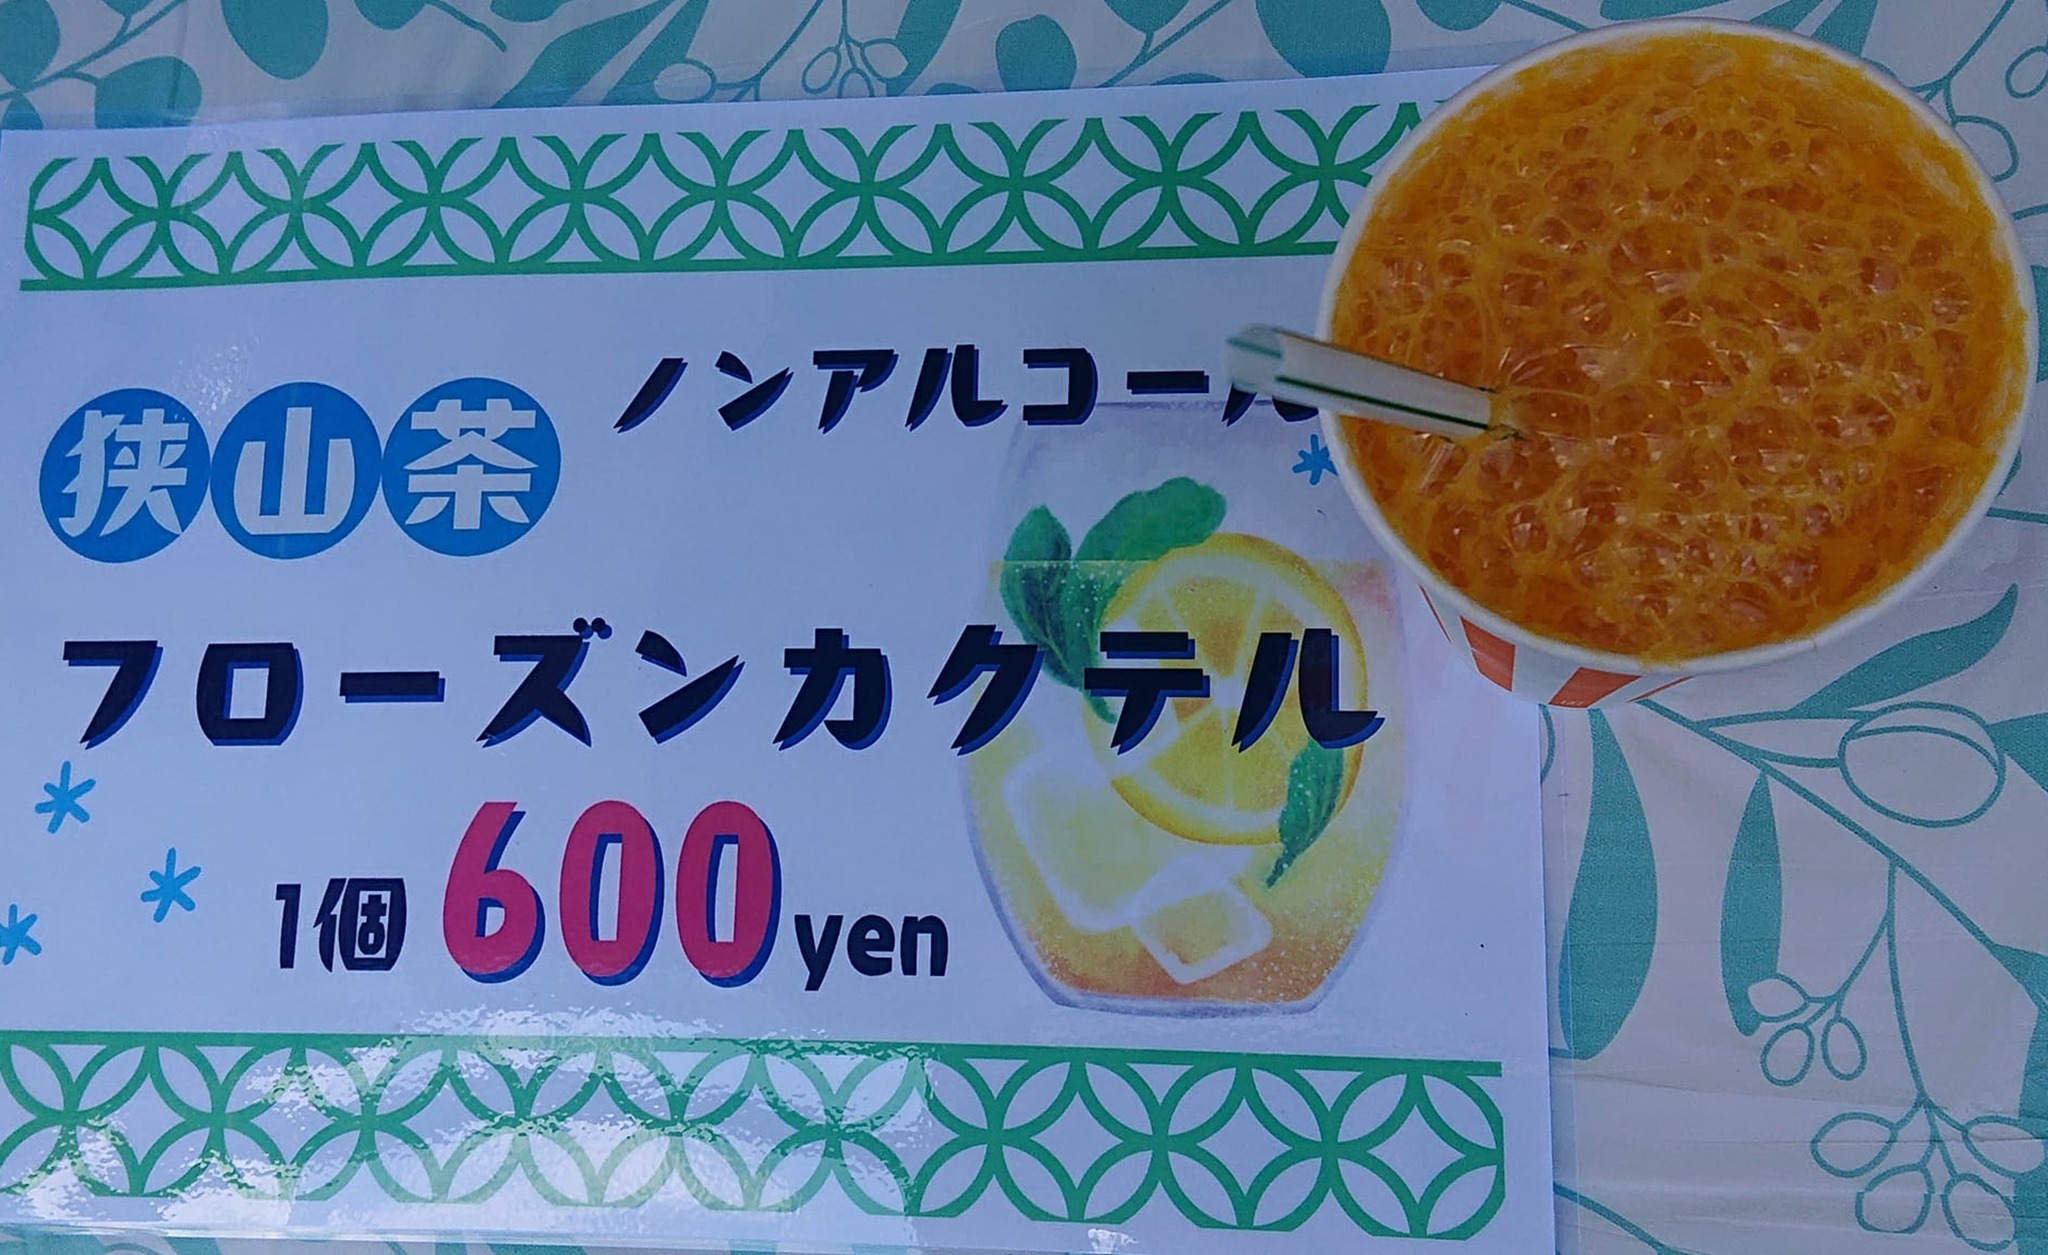 ノンアルコール
狭山茶
フローズンカクテル
1個 600yen